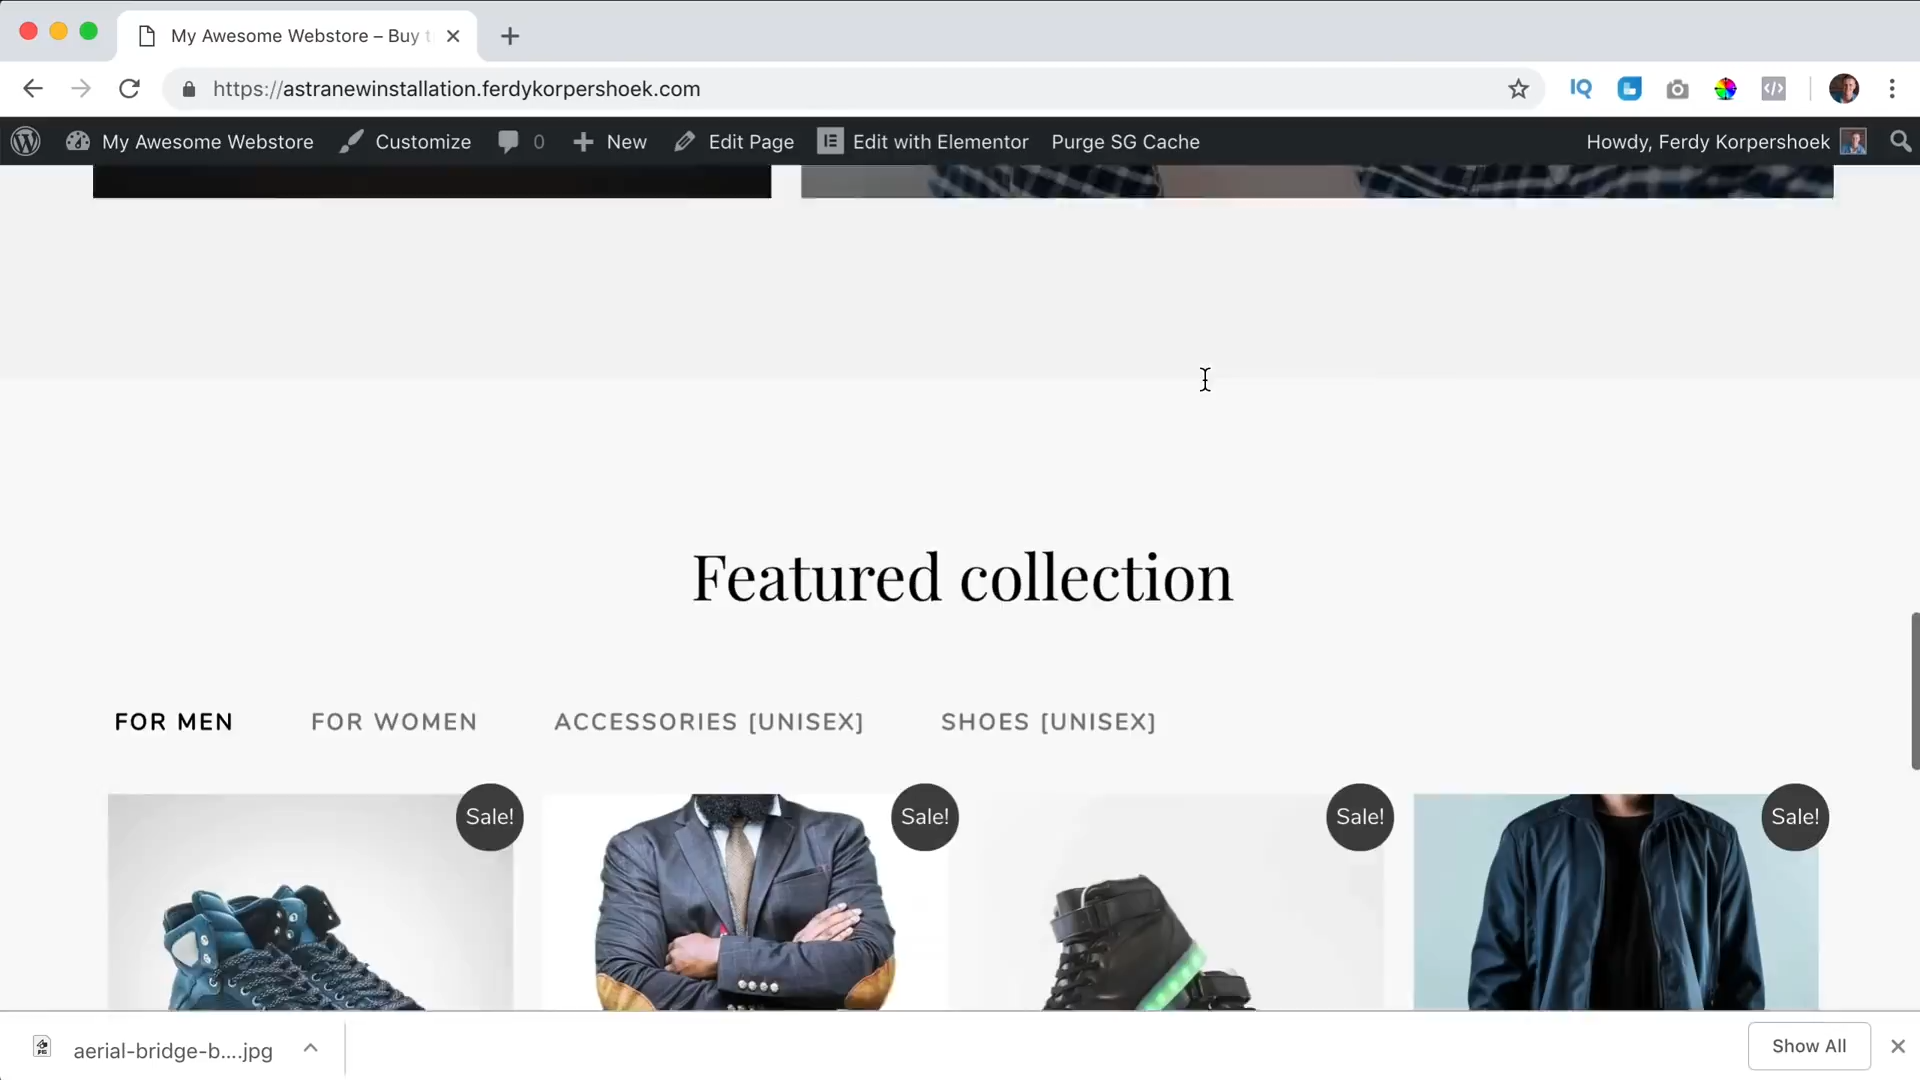 My Awesome Webstore – Buy t
https://astranewinstallation.ferdykorpershoek.com
IQ
My Awesome Webstore Customize 0 New Edit Page Edit with Elementor Purge SG Cache Howdy, Ferdy Korpershoek
Featured collection
FOR MEN FOR WOMEN ACCESSORIES [UNISEX] SHOES [UNISEX]
Sale! Sale! Sale! Sale!
aerial-bridge-b....jpg Show All